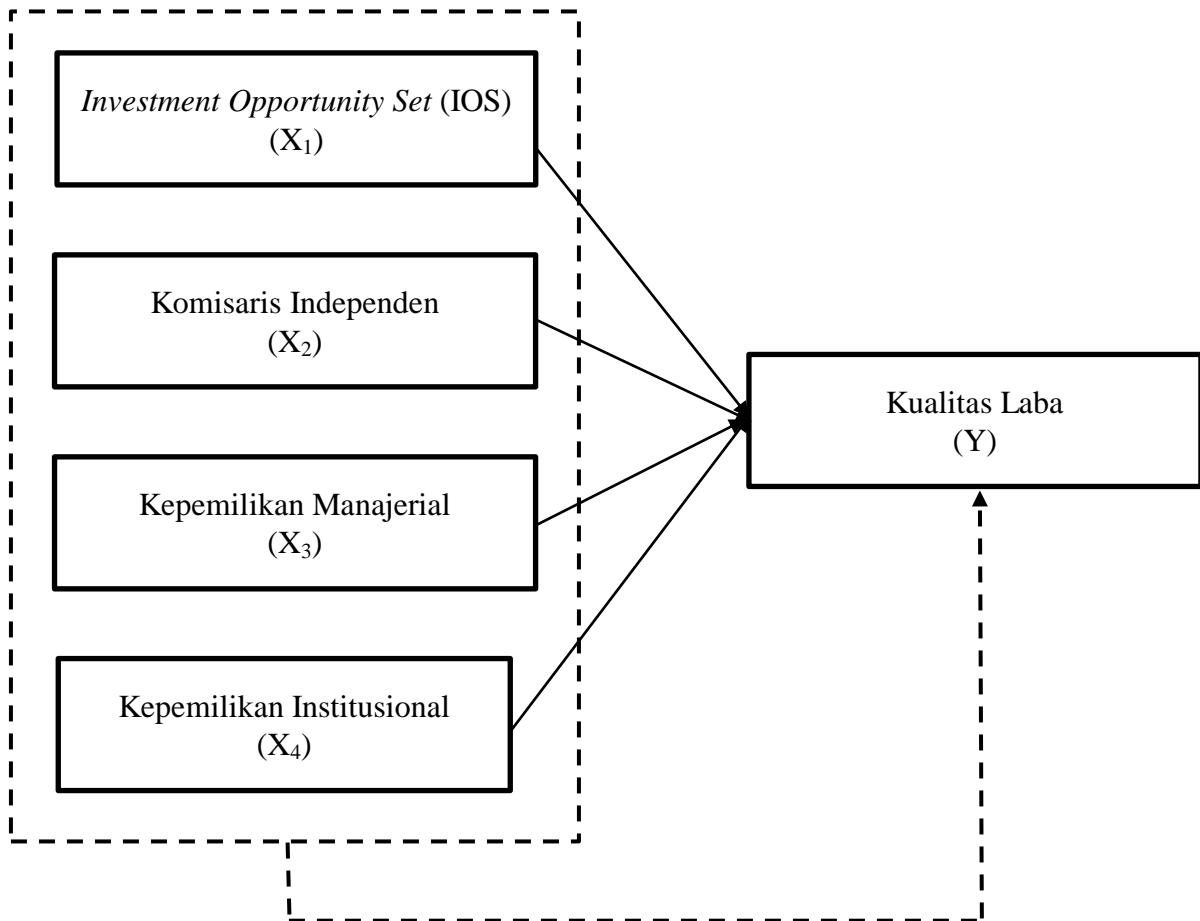 Investment Opportunity Set (IOS)
(X₁)
Komisaris Independen
(X₂)
Kualitas Laba
(Y)
Kepemilikan Manajerial
(X₃)
Kepemilikan Institusional
(X₄)